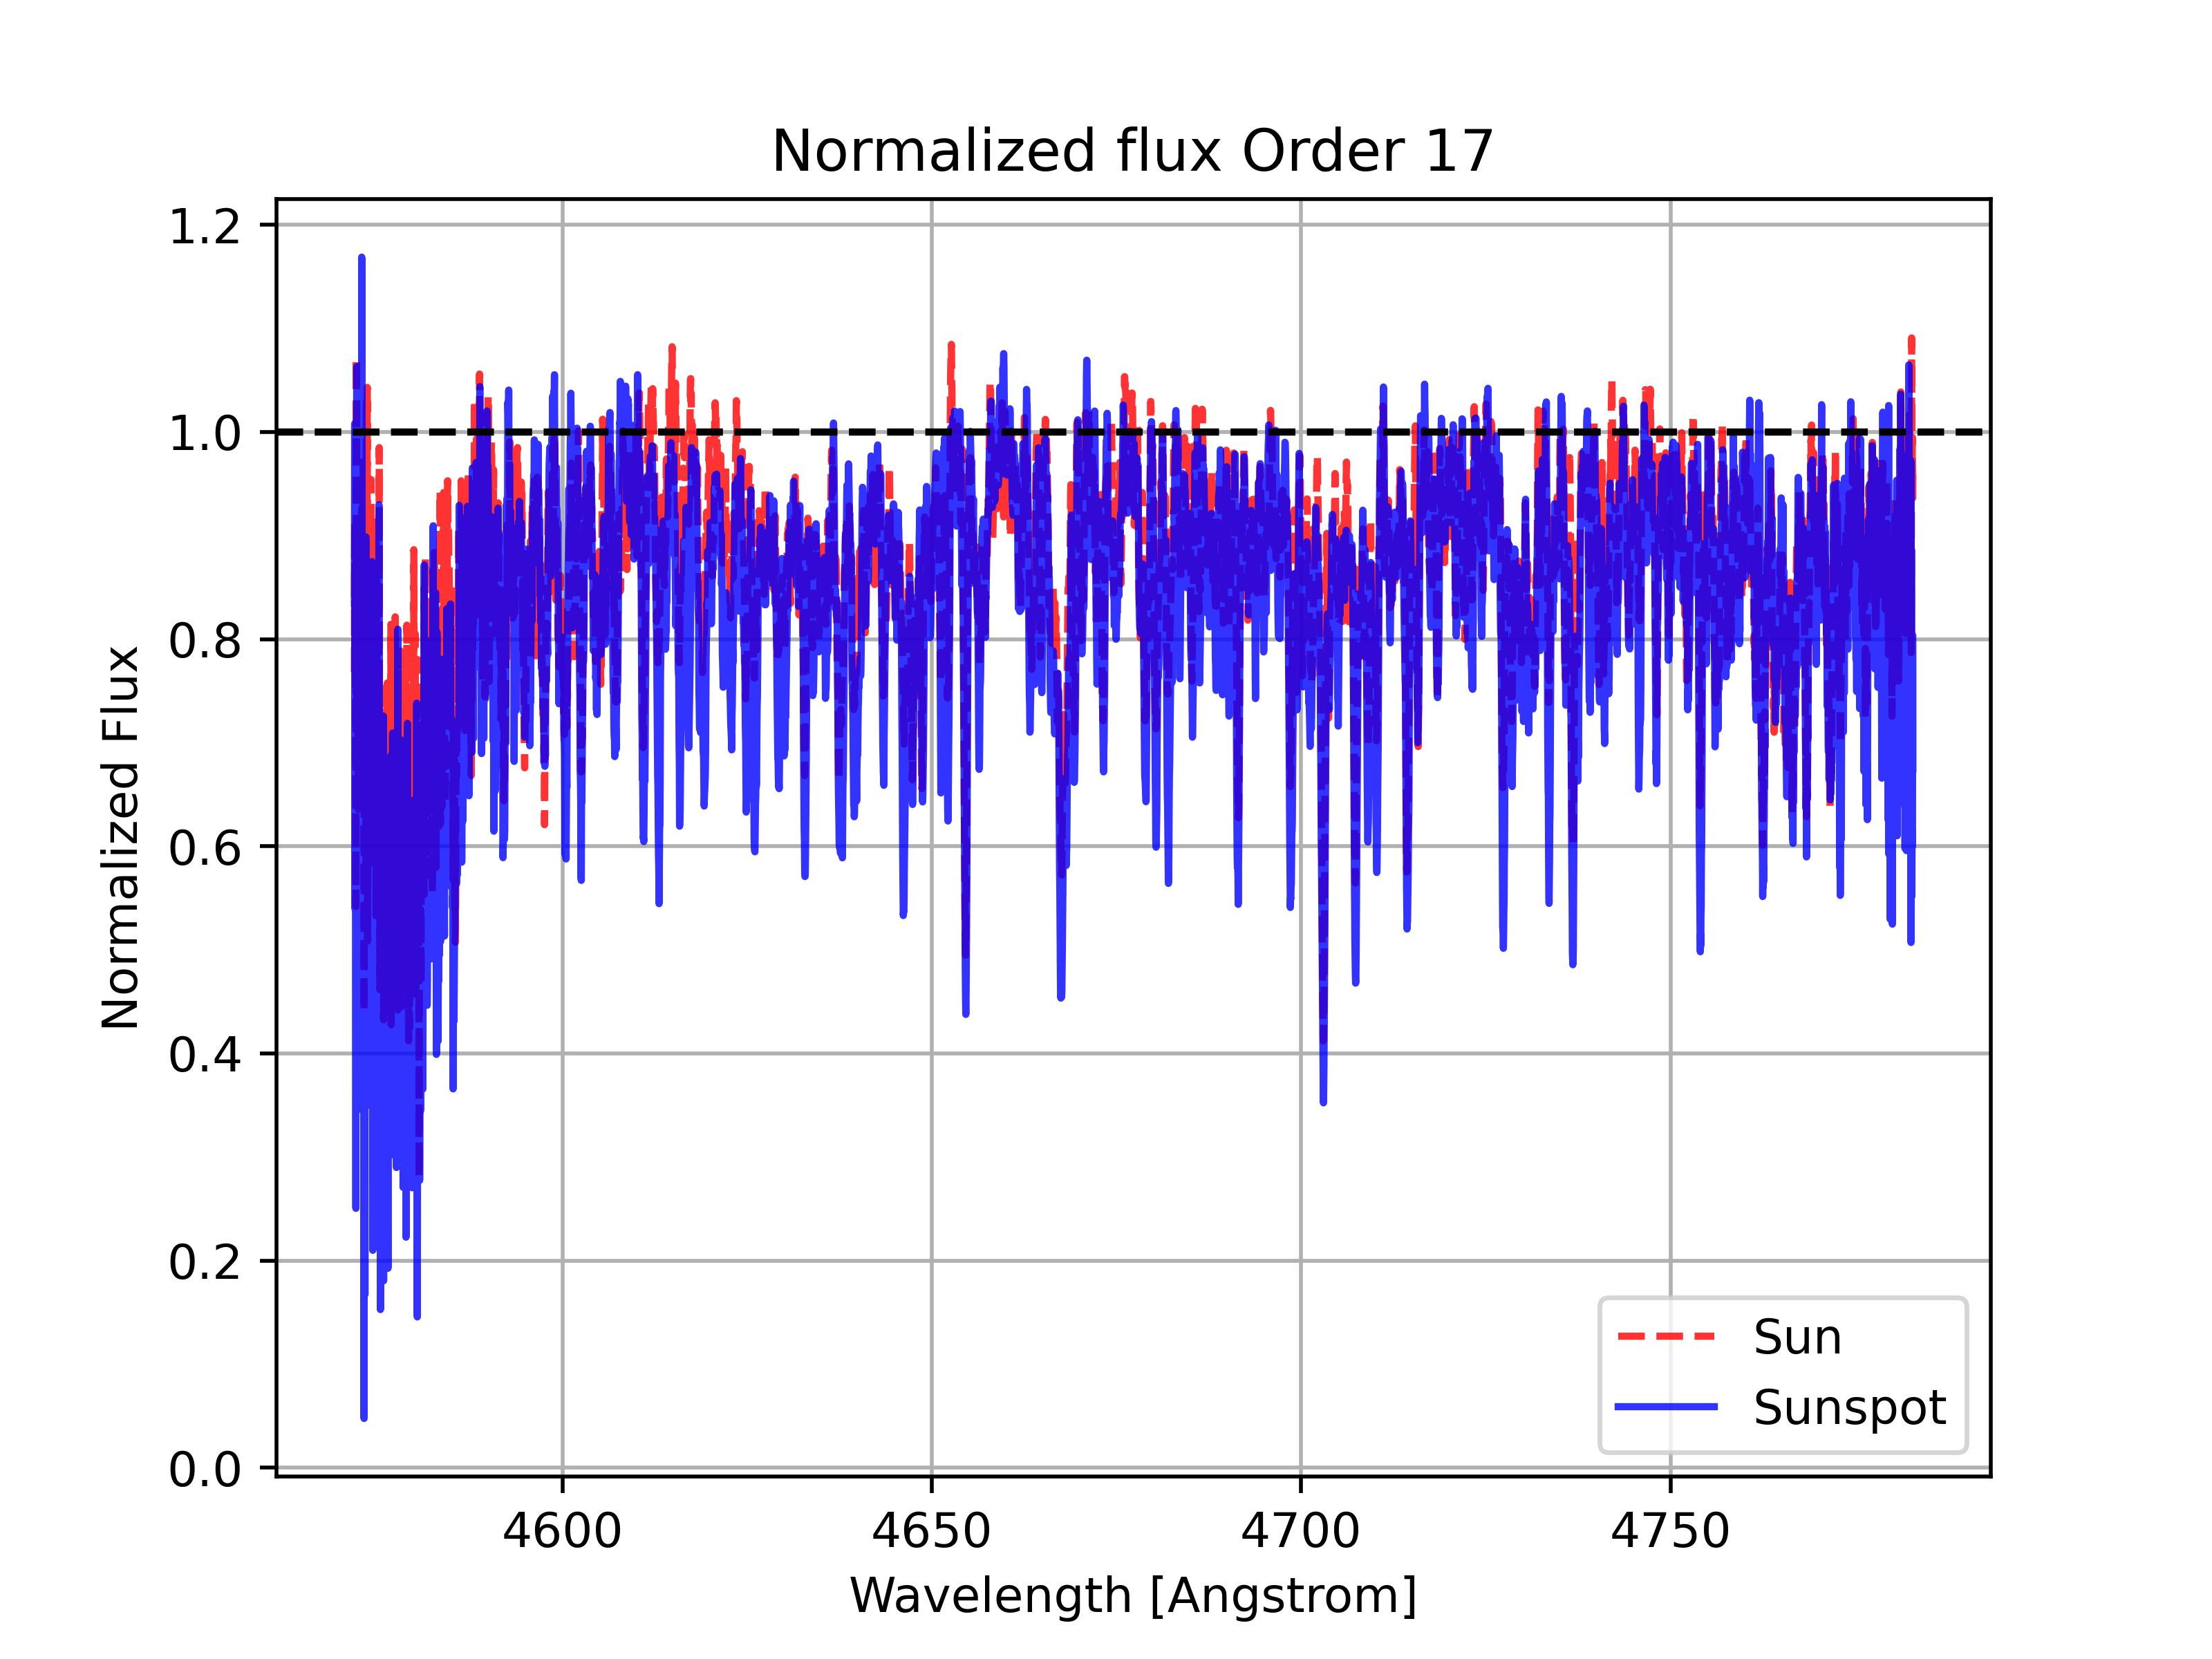 Normalized flux Order 17
1.2
1.0
0.8
0.6
0.4
0.2
0.0
Normalized Flux
4600
4650
4700
4750
Wavelength [Angstrom]
Sun
Sunspot